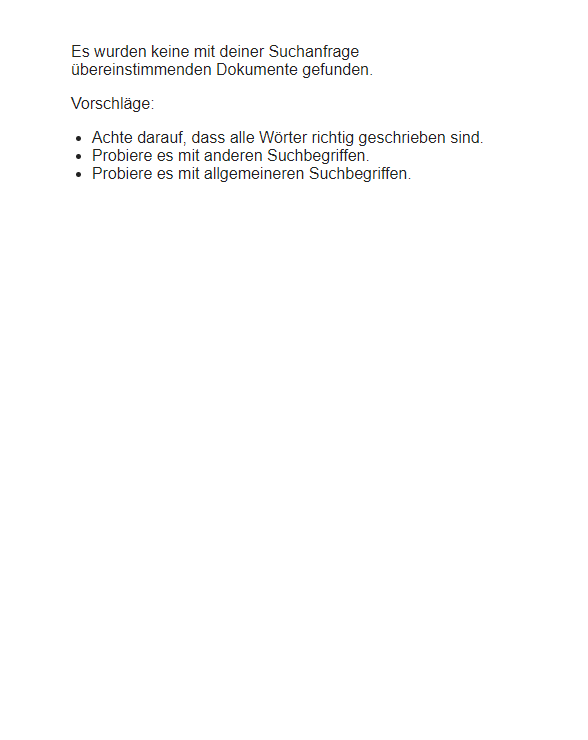 Es wurden keine mit deiner Suchanfrage
übereinstimmenden Dokumente gefunden.
Vorschläge:
• Achte darauf, dass alle Wörter richtig geschrieben sind.
• Probiere es mit anderen Suchbegriffen.
• Probiere es mit allgemeineren Suchbegriffen.